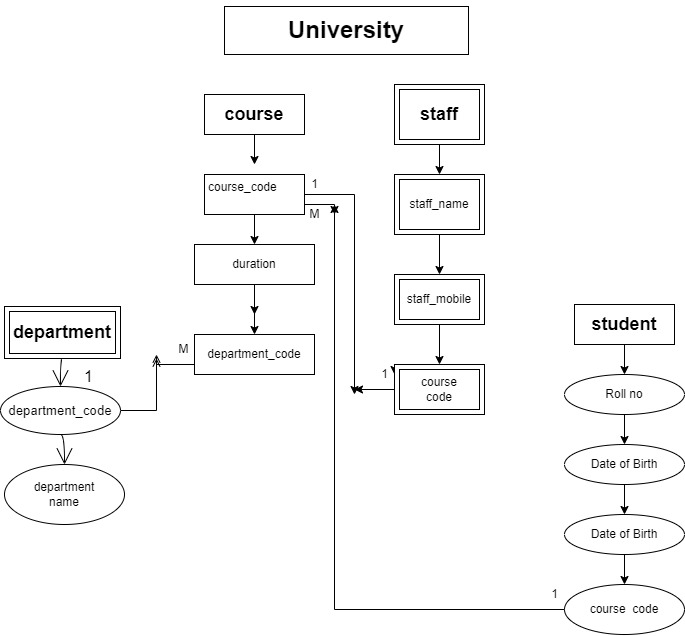 University
course
staff
course_code
1
M
staff_name
duration
staff_mobile
department
M
department_code
student
1
1
course
code
Roll no
department_code
Date of Birth
department
name
Date of Birth
1
course code